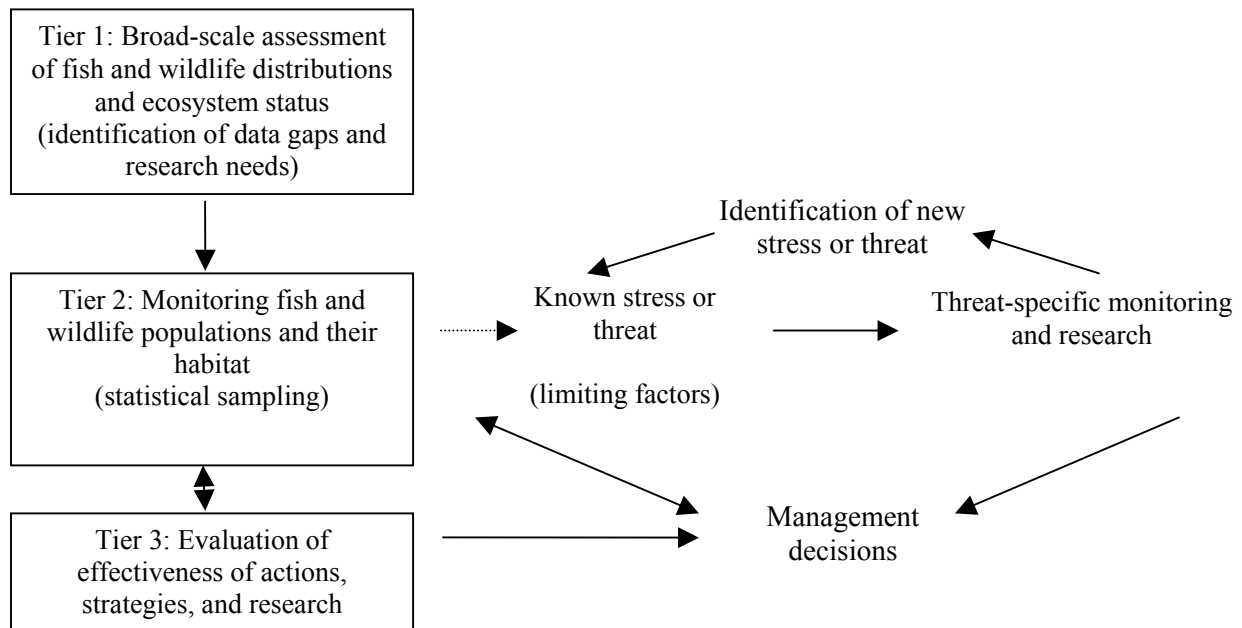 Tier 1: Broad-scale assessment
of fish and wildlife distributions
and ecosystem status
(identification of data gaps and
research needs)
Identification of new
stress or threat
Tier 2: Monitoring fish and
wildlife populations and their
habitat
(statistical sampling)
Known stress or
threat
(limiting factors)
Threat-specific monitoring
and research
Tier 3: Evaluation of
effectiveness of actions,
strategies, and research
Management
decisions